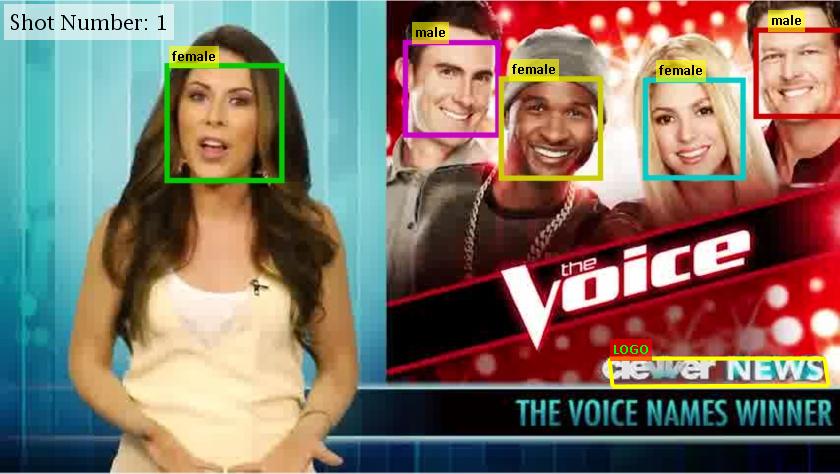 Shot Number: 1
female
male
female
female
male
the
Voice
LOGO
clevver NEWS
THE VOICE NAMES WINNER